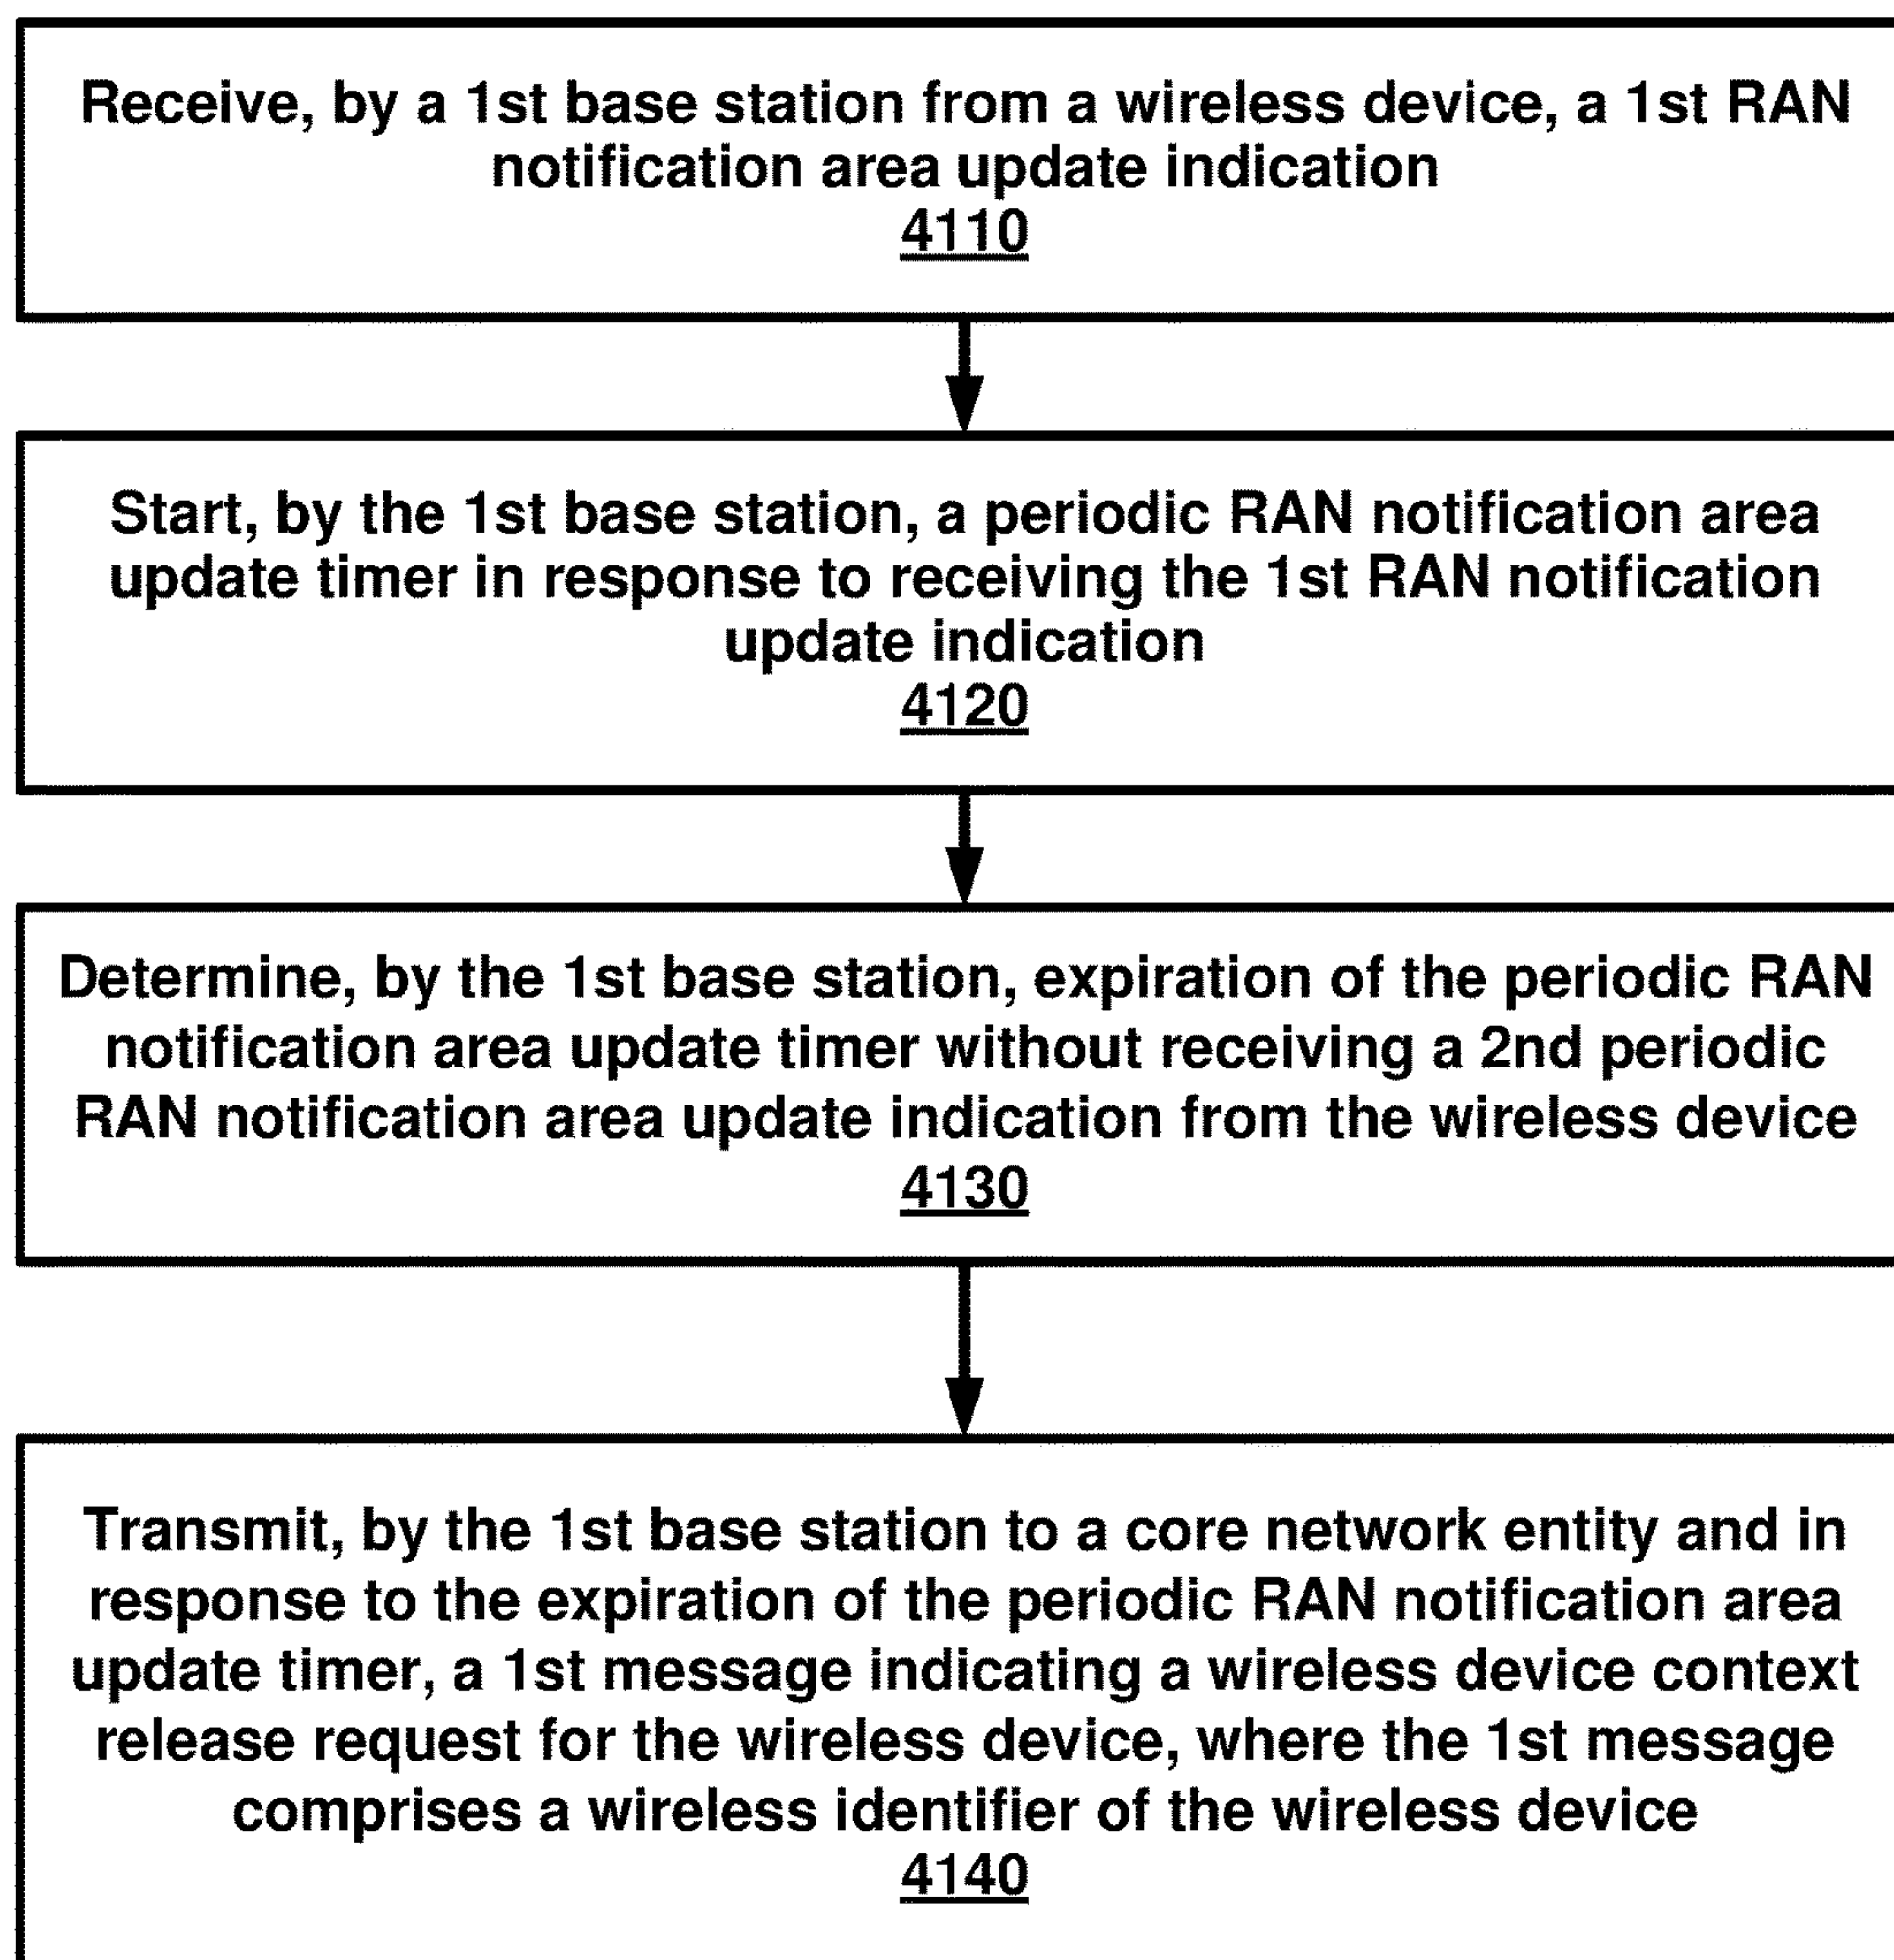 Receive, by a 1st base station from a wireless device, a 1st RAN
notification area update indication
4110
Start, by the 1st base station, a periodic RAN notification area
update timer in response to receiving the 1st RAN notification
update indication
4120
Determine, by the 1st base station, expiration of the periodic RAN
notification area update timer without receiving a 2nd periodic
RAN notification area update indication from the wireless device
4130
Transmit, by the 1st base station to a core network entity and in
response to the expiration of the periodic RAN notification area
update timer, a 1st message indicating a wireless device context
release request for the wireless device, where the 1st message
comprises a wireless identifier of the wireless device
4140